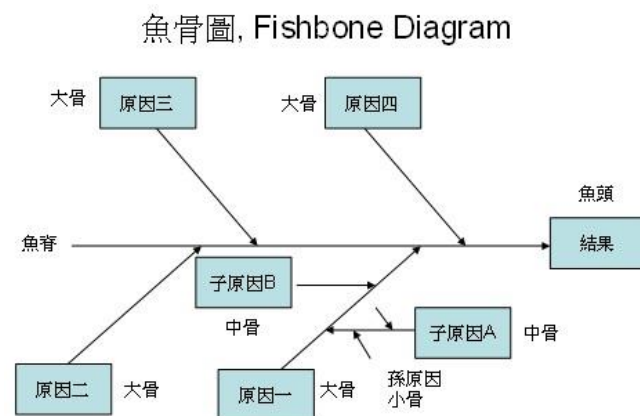 魚骨圖, Fishbone Diagram
大骨
原因三
大骨
原因四
魚頭
魚脊
結果
子原因B
中骨
子原因A
中骨
原因二
大骨
原因一
大骨
孫原因
小骨